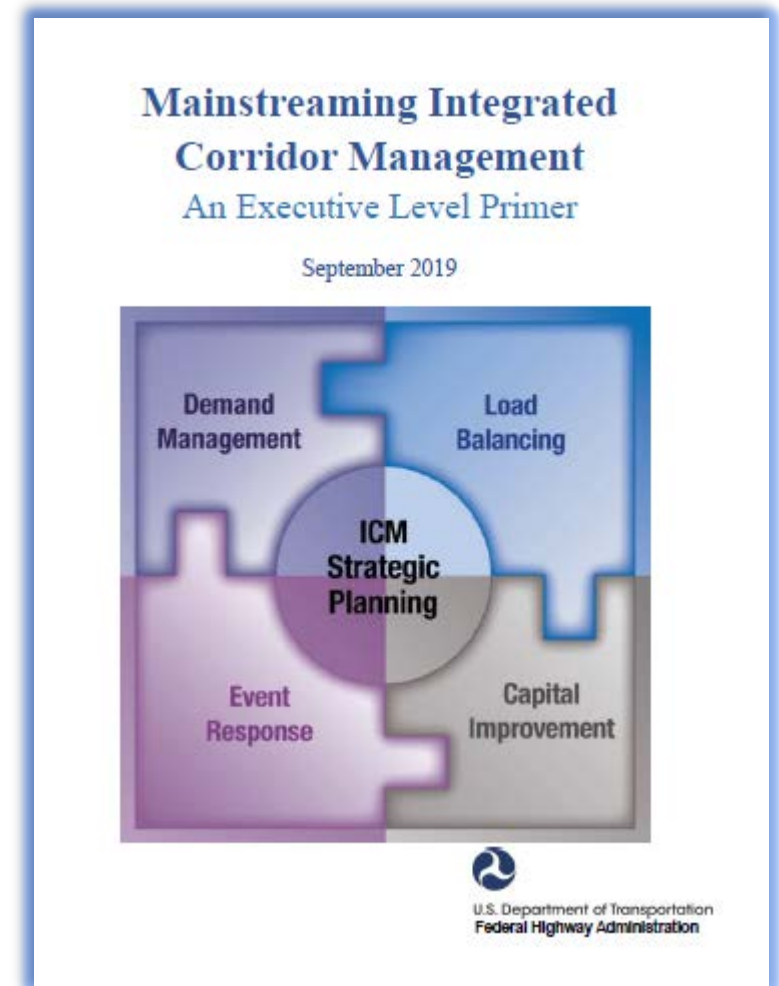 Mainstreaming Integrated
Corridor Management
An Executive Level Primer
September 2019
Demand
Management
Load
Balancing
ICM
Strategic
Planning
Event
Response
Capital
Improvement
U.S. Department of Transportation
Federal Highway Administration